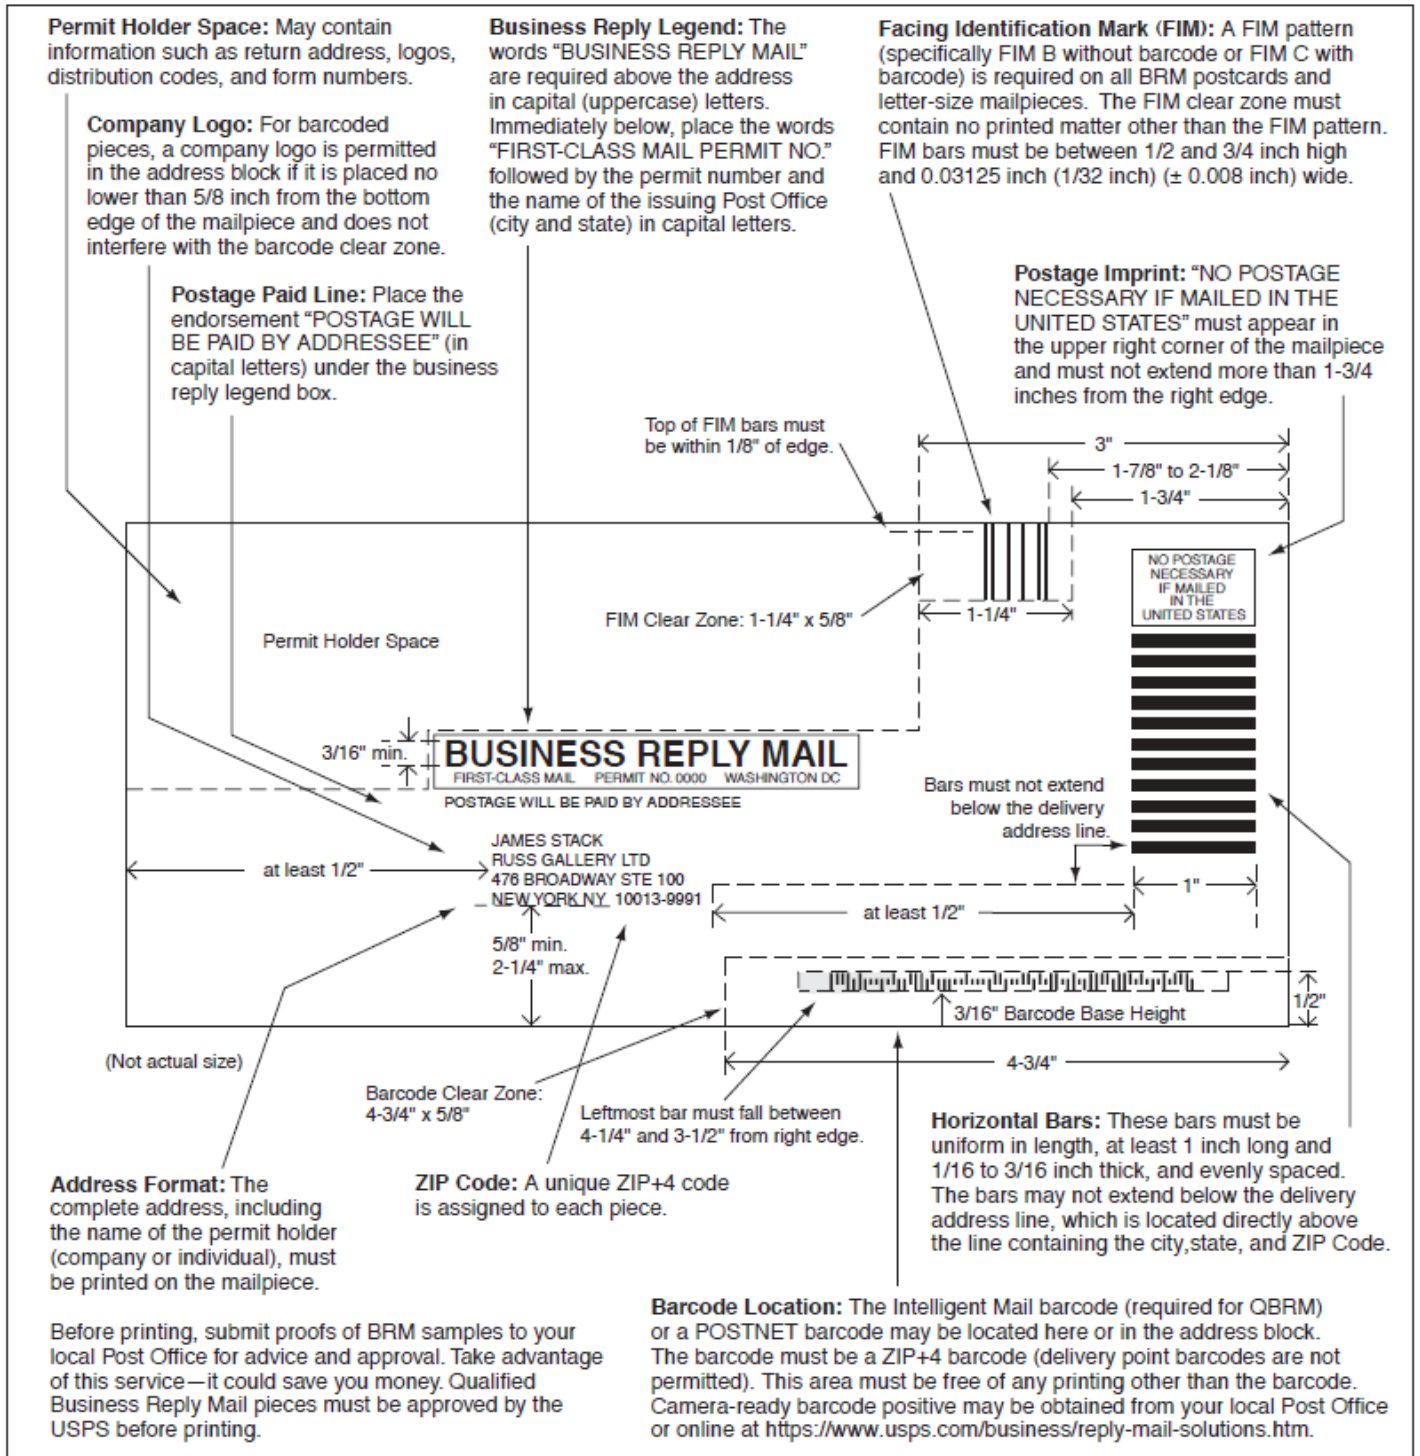 Permit Holder Space: May contain
information such as return address, logos,
distribution codes, and form numbers.
Business Reply Legend: The
words “BUSINESS REPLY MAIL”
are required above the address
in capital (uppercase) letters.
Immediately below, place the words
“FIRST-CLASS MAIL PERMIT NO.”
followed by the permit number and
the name of the issuing Post Office
(city and state) in capital letters.
Facing Identification Mark (FIM): A FIM pattern
(specifically FIM B without barcode or FIM C with
barcode) is required on all BRM postcards and
letter-size mailpieces. The FIM clear zone must
contain no printed matter other than the FIM pattern.
FIM bars must be between 1/2 and 3/4 inch high
and 0.03125 inch (1/32 inch) (± 0.008 inch) wide.
Company Logo: For barcoded
pieces, a company logo is permitted
in the address block if it is placed no
lower than 5/8 inch from the bottom
edge of the mailpiece and does not
interfere with the barcode clear zone.
Postage Paid Line: Place the
endorsement “POSTAGE WILL
BE PAID BY ADDRESSEE” (in
capital letters) under the business
reply legend box.
Postage Imprint: “NO POSTAGE
NECESSARY IF MAILED IN THE
UNITED STATES” must appear in
the upper right corner of the mailpiece
and must not extend more than 1-3/4
inches from the right edge.
Top of FIM bars must
be within 1/8" of edge.
3"
1-7/8" to 2-1/8"
1-3/4"
NO POSTAGE
NECESSARY
IF MAILED
IN THE
UNITED STATES
FIM Clear Zone: 1-1/4" x 5/8"
1-1/4"
Permit Holder Space
3/16" min.
BUSINESS REPLY MAIL
FIRST-CLASS MAIL PERMIT NO. 0000 WASHINGTON DC
POSTAGE WILL BE PAID BY ADDRESSEE
Bars must not extend
below the delivery
address line.
JAMES STACK
RUSS GALLERY LTD
476 BROADWAY STE 100
NEW YORK NY 10013-9991
at least 1/2"
1"
at least 1/2"
5/8" min.
2-1/4" max.
3/16" Barcode Base Height
1/2"
(Not actual size)
4-3/4"
Barcode Clear Zone:
4-3/4" x 5/8"
Leftmost bar must fall between
4-1/4" and 3-1/2" from right edge.
Horizontal Bars: These bars must be
uniform in length, at least 1 inch long and
1/16 to 3/16 inch thick, and evenly spaced.
The bars may not extend below the delivery
address line, which is located directly above
the line containing the city,state, and ZIP Code.
Address Format: The
complete address, including
the name of the permit holder
(company or individual), must
be printed on the mailpiece.
ZIP Code: A unique ZIP+4 code
is assigned to each piece.
Before printing, submit proofs of BRM samples to your
local Post Office for advice and approval. Take advantage
of this service—it could save you money. Qualified
Business Reply Mail pieces must be approved by the
USPS before printing.
Barcode Location: The Intelligent Mail barcode (required for QBRM)
or a POSTNET barcode may be located here or in the address block.
The barcode must be a ZIP+4 barcode (delivery point barcodes are not
permitted). This area must be free of any printing other than the barcode.
Camera-ready barcode positive may be obtained from your local Post Office
or online at https://www.usps.com/business/reply-mail-solutions.htm.